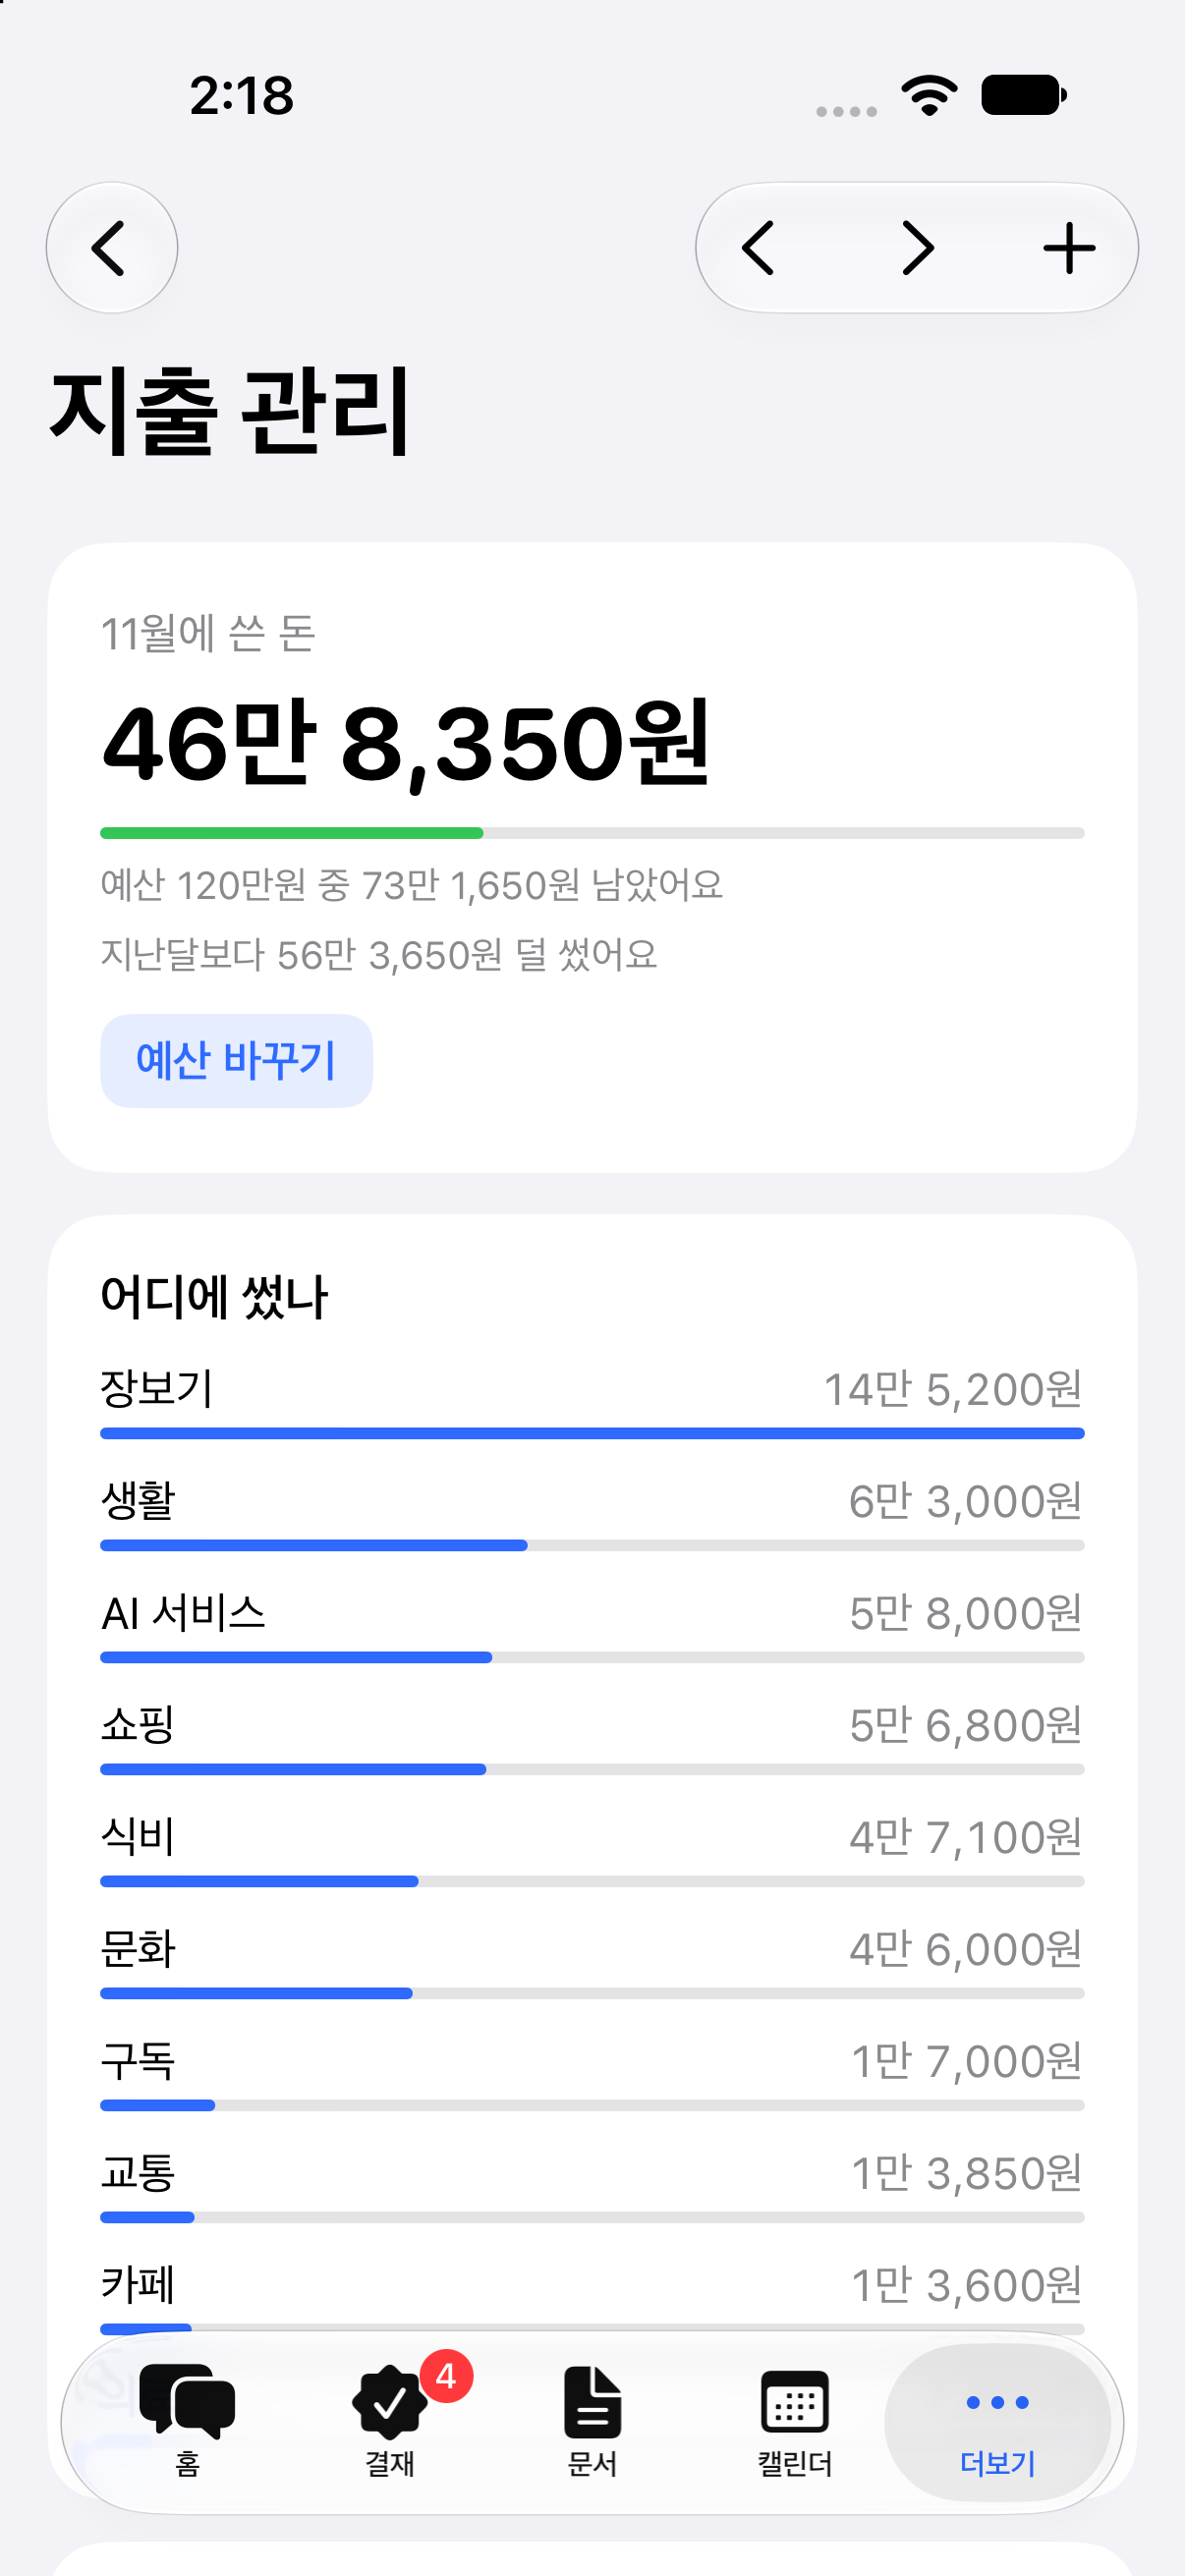 2:18
지출 관리
11월에 쓴 돈
46만 8,350원
예산 120만원 중 73만 1,650원 남았어요
지난달보다 56만 3,650원 덜 썼어요
예산 바꾸기
어디에 썼나
장보기 14만 5,200원
생활 6만 3,000원
AI 서비스 5만 8,000원
쇼핑 5만 6,800원
식비 4만 7,100원
문화 4만 6,000원
구독 1만 7,000원
교통 1만 3,850원
카페 1만 3,600원
4
홈 결재 문서 캘린더 더보기